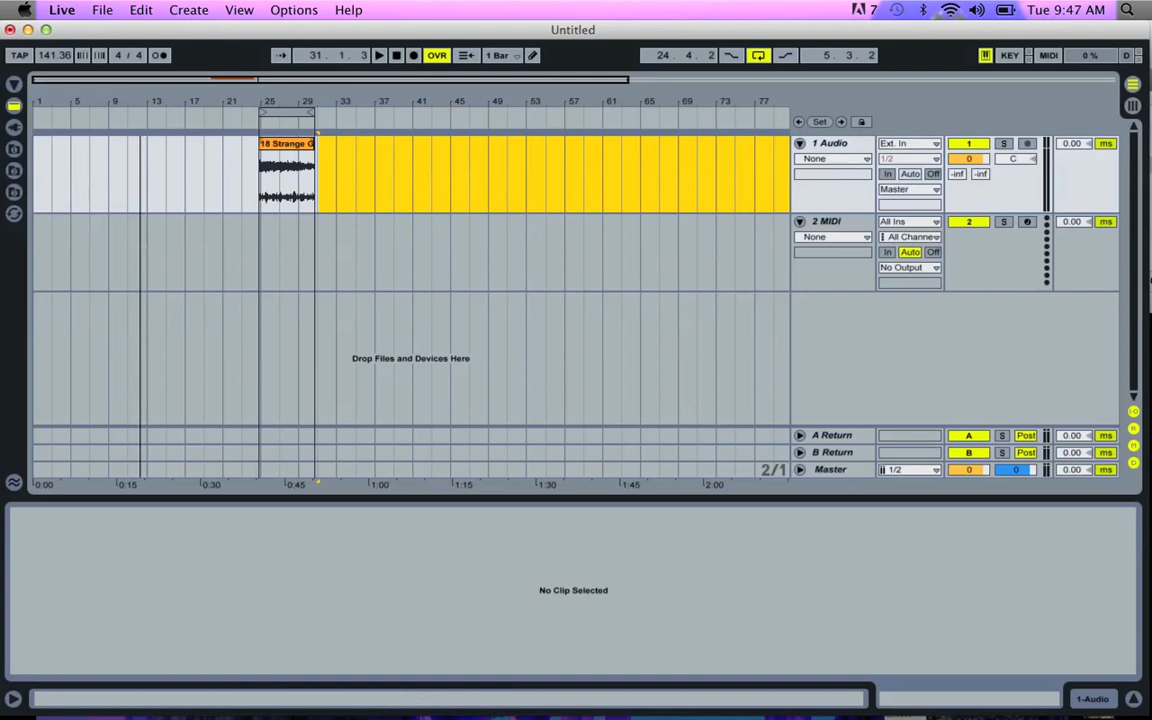 Live File Edit Create View Options Help 7 Tue 9:47 AM
Untitled
TAP 141.36 4 / 4 31. 1. 3 OVR 1 Bar 24. 4. 2 5. 3. 2 KEY MIDI 0 % D
1 5 9 13 17 21 25 29 33 37 41 45 49 53 57 61 65 69 73 77
Set
18 Strange G 1 Audio Ext. In 1 S 0.00 ms
None 1/2 0 C
In Auto Off -inf -inf
Master
2 MIDI All Ins 2 S 0.00 ms
None All Channe
In Auto Off
No Output
Drop Files and Devices Here
A Return A S Post 0.00 ms
B Return B S Post 0.00 ms
2/1 Master 1/2 0 0 0.00 ms
0:00 0:15 0:30 0:45 1:00 1:15 1:30 1:45 2:00
No Clip Selected
1-Audio